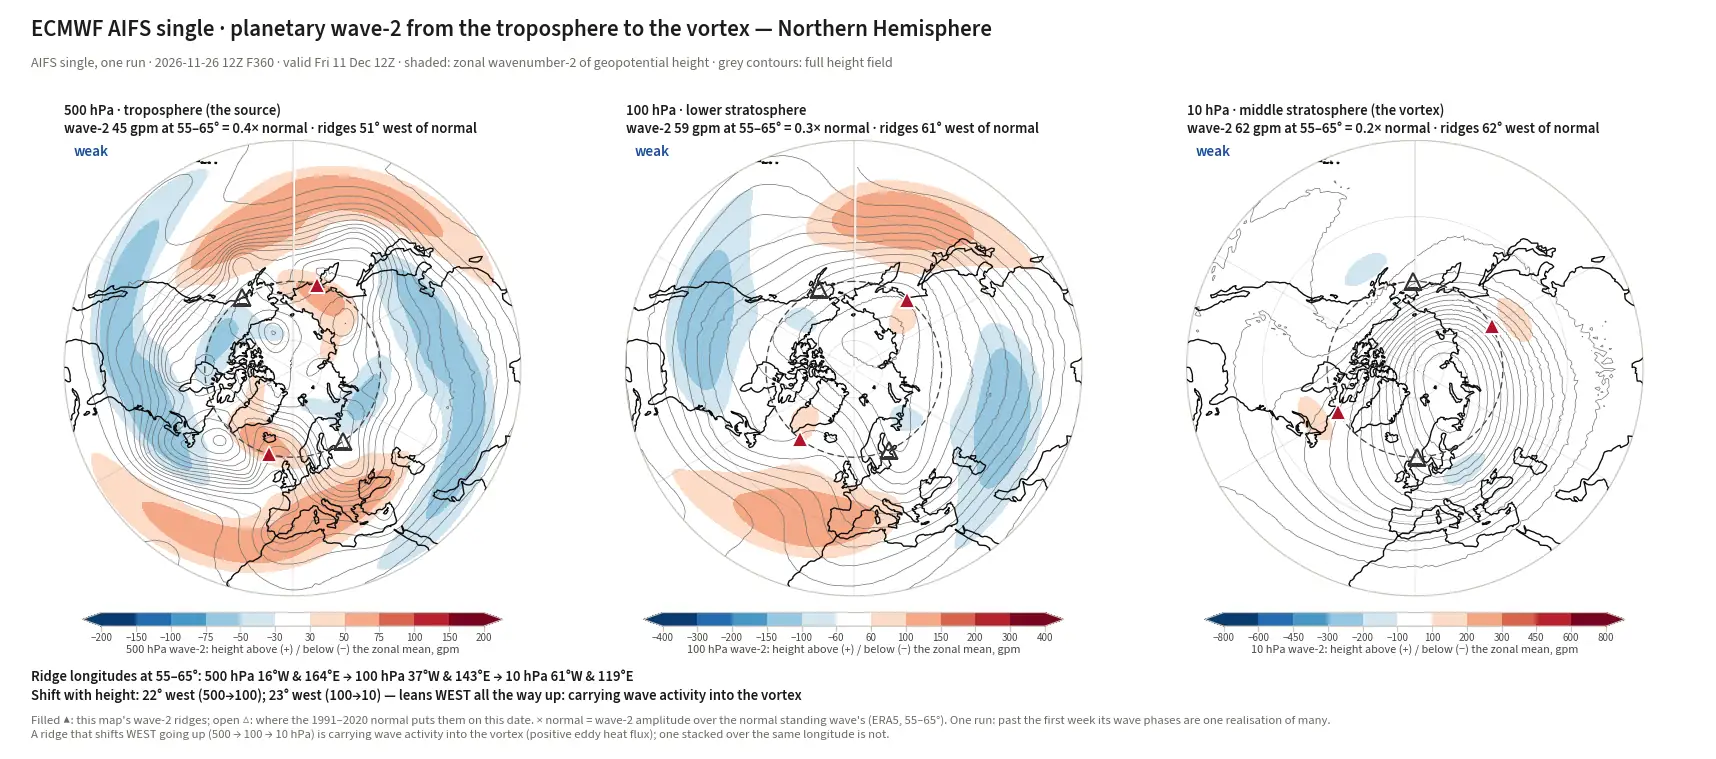 ECMWF AIFS single · planetary wave-2 from the troposphere to the vortex — Northern Hemisphere
AIFS single, one run · 2026-11-26 12Z F360 · valid Fri 11 Dec 12Z · shaded: zonal wavenumber-2 of geopotential height · grey contours: full height field
500 hPa · troposphere (the source)
wave-2 45 gpm at 55–65° = 0.4× normal · ridges 51° west of normal
weak
100 hPa · lower stratosphere
wave-2 59 gpm at 55–65° = 0.3× normal · ridges 61° west of normal
weak
10 hPa · middle stratosphere (the vortex)
wave-2 62 gpm at 55–65° = 0.2× normal · ridges 62° west of normal
weak
−200 −150 −100 −75 −50 −30 30 50 75 100 150 200
500 hPa wave-2: height above (+) / below (−) the zonal mean, gpm
−400 −300 −200 −150 −100 −60 60 100 150 200 300 400
100 hPa wave-2: height above (+) / below (−) the zonal mean, gpm
−800 −600 −450 −300 −200 −100 100 200 300 450 600 800
10 hPa wave-2: height above (+) / below (−) the zonal mean, gpm
Ridge longitudes at 55–65°: 500 hPa 16°W & 164°E → 100 hPa 37°W & 143°E → 10 hPa 61°W & 119°E
Shift with height: 22° west (500→100); 23° west (100→10) — leans WEST all the way up: carrying wave activity into the vortex
Filled ▲: this map's wave-2 ridges; open △: where the 1991–2020 normal puts them on this date. × normal = wave-2 amplitude over the normal standing wave's (ERA5, 55–65°). One run: past the first week its wave phases are one realisation of many.
A ridge that shifts WEST going up (500 → 100 → 10 hPa) is carrying wave activity into the vortex (positive eddy heat flux); one stacked over the same longitude is not.